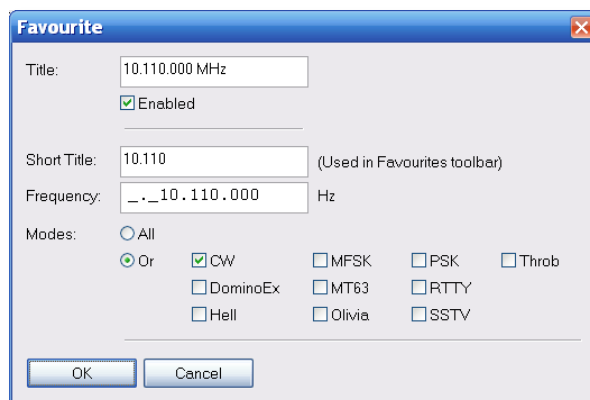 Favourite
Title: 10.110.000 MHz
Enabled
Short Title: 10.110 (Used in Favourites toolbar)
Frequency: _._10.110.000 Hz
Modes: All
Or CW MFSK PSK Throb
DominoEx MT63 RTTY
Hell Olivia SSTV
OK Cancel